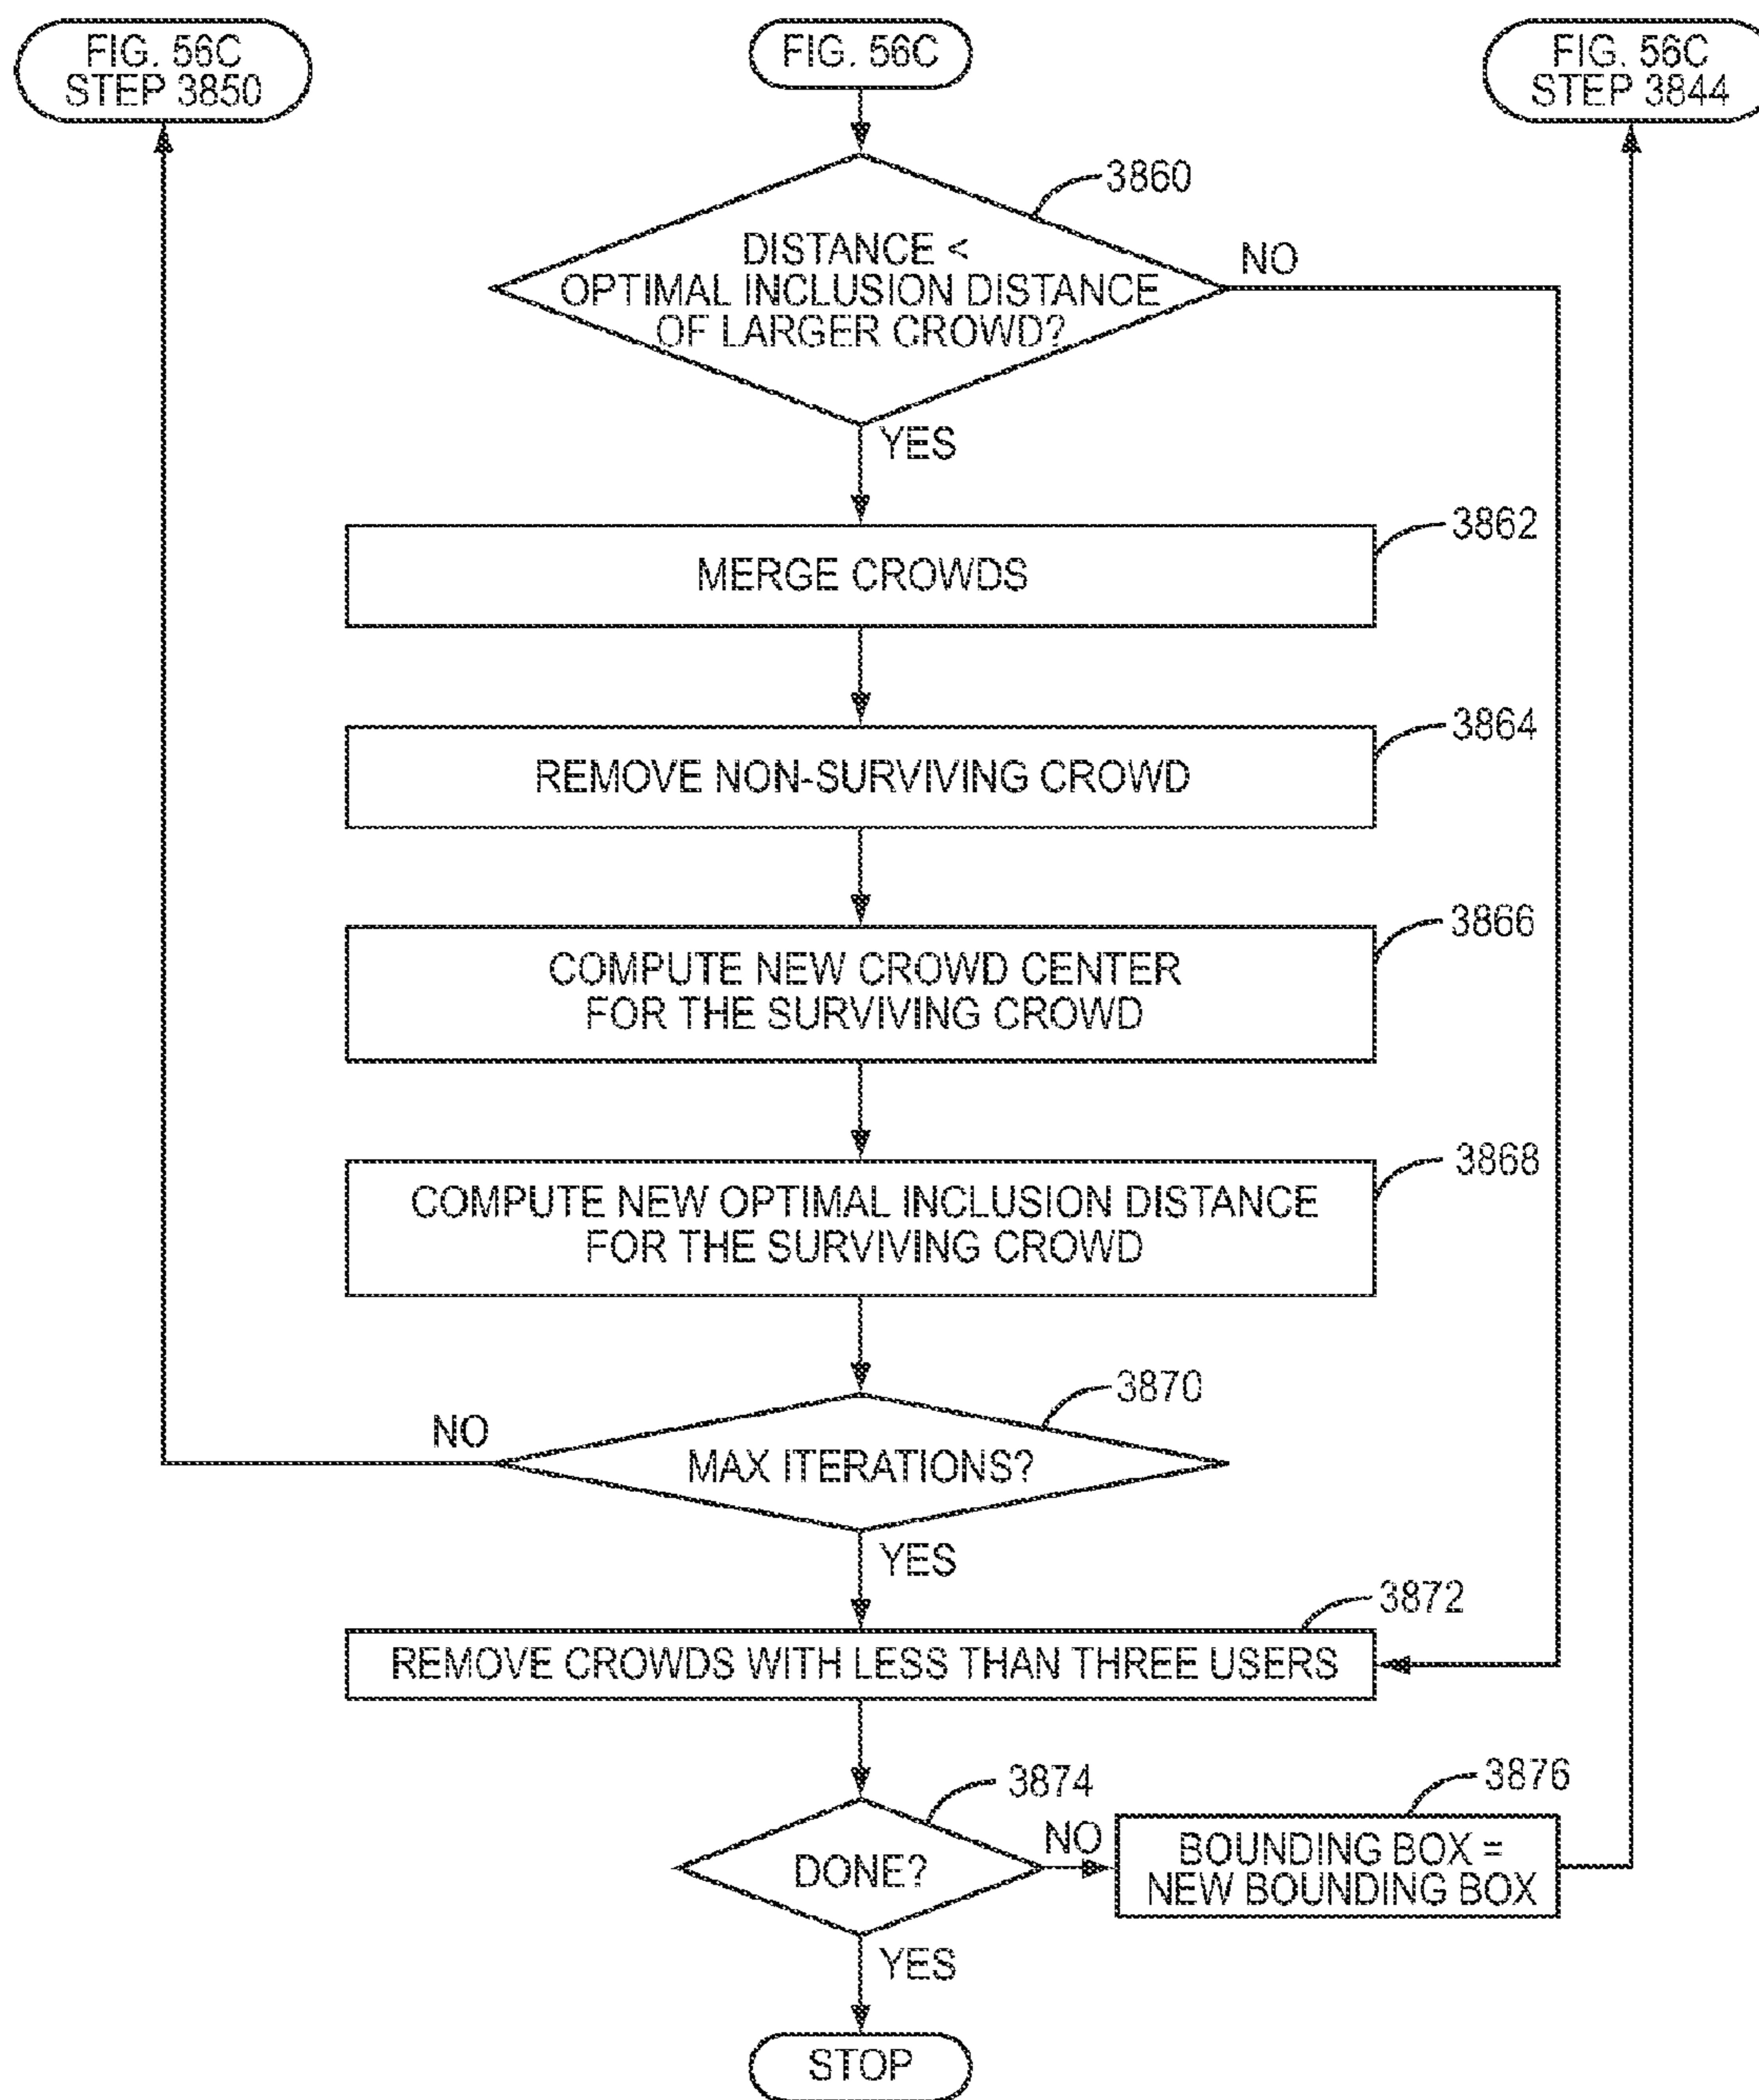 FIG. 56C
STEP 3850
FIG. 56C
FIG. 56C
STEP 3844
3860
DISTANCE <
OPTIMAL INCLUSION DISTANCE
OF LARGER CROWD?
NO
YES
3862
MERGE CROWDS
3864
REMOVE NON-SURVIVING CROWD
3866
COMPUTE NEW CROWD CENTER
FOR THE SURVIVING CROWD
3868
COMPUTE NEW OPTIMAL INCLUSION DISTANCE
FOR THE SURVIVING CROWD
3870
NO
MAX ITERATIONS?
YES
3872
REMOVE CROWDS WITH LESS THAN THREE USERS
3874
3876
DONE?
NO
BOUNDING BOX =
NEW BOUNDING BOX
YES
STOP